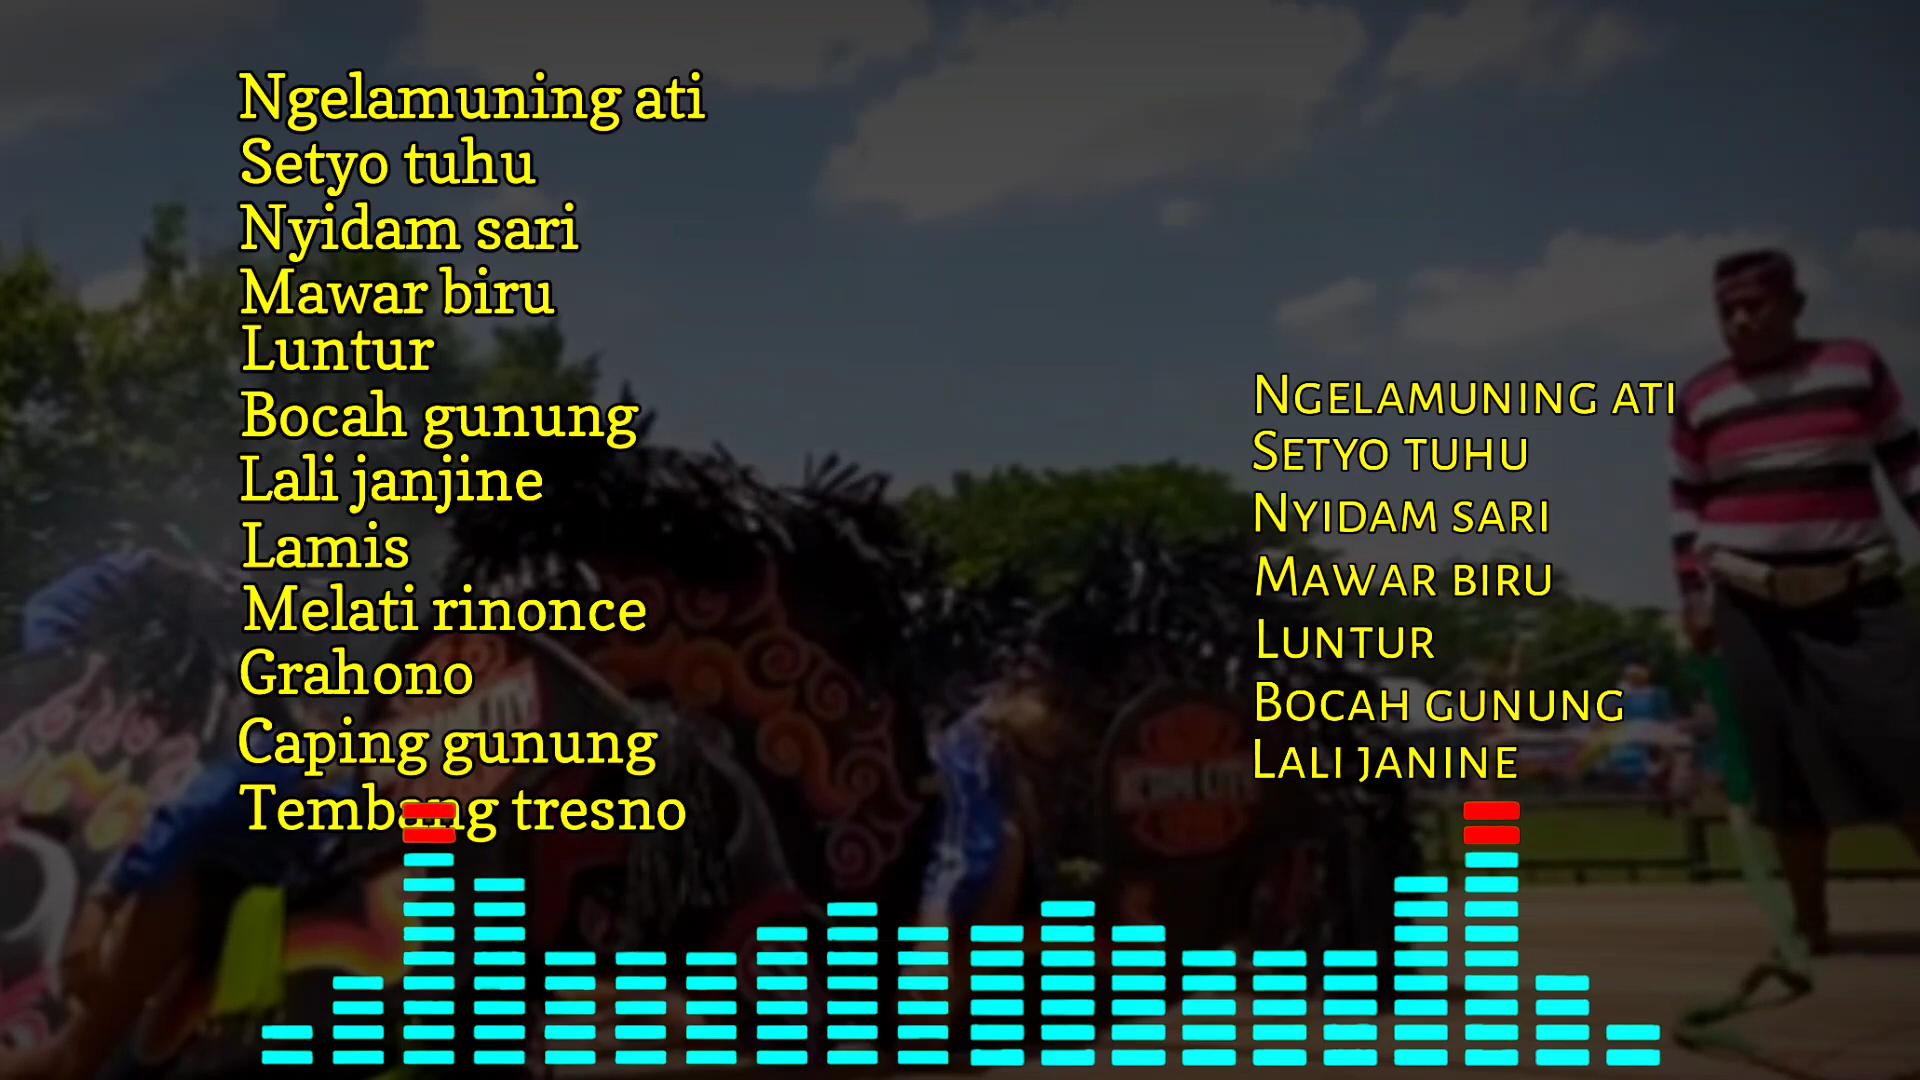 Ngelamuning ati
Setyo tuhu
Nyidam sari
Mawar biru
Luntur
Bocah gunung
Lali janjine
Lamis
Melati rinonce
Grahono
Caping gunung
Tembang tresno
Ngelamuning ati
Setyo tuhu
Nyidam sari
Mawar biru
Luntur
Bocah gunung
Lali janine